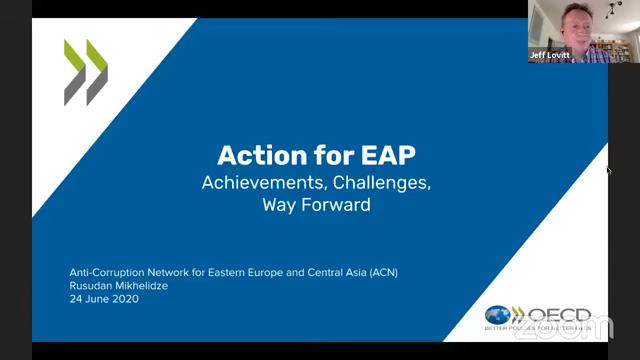 Jeff Lovitt
Action for EAP
Achievements, Challenges,
Way Forward
Anti-Corruption Network for Eastern Europe and Central Asia (ACN)
Rusudan Mikhelidze
24 June 2020
OECD
BETTER POLICIES FOR BETTER LIVES
zoom